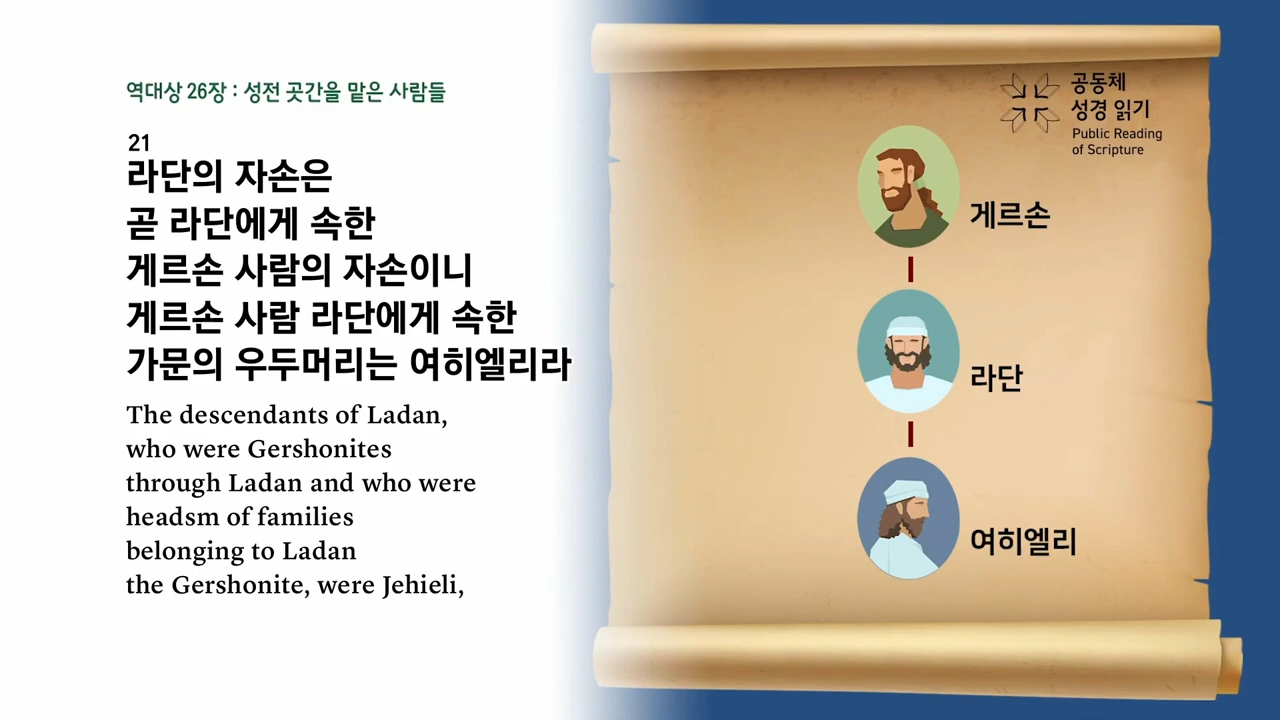 역대상 26장 : 성전 곳간을 맡은 사람들
21
라단의 자손은
곧 라단에게 속한
게르손 사람의 자손이니
게르손 사람 라단에게 속한
가문의 우두머리는 여히엘리라
The descendants of Ladan,
who were Gershonites
through Ladan and who were
headsm of families
belonging to Ladan
the Gershonite, were Jehieli,
공동체
성경 읽기
Public Reading
of Scripture
게르손
라단
여히엘리